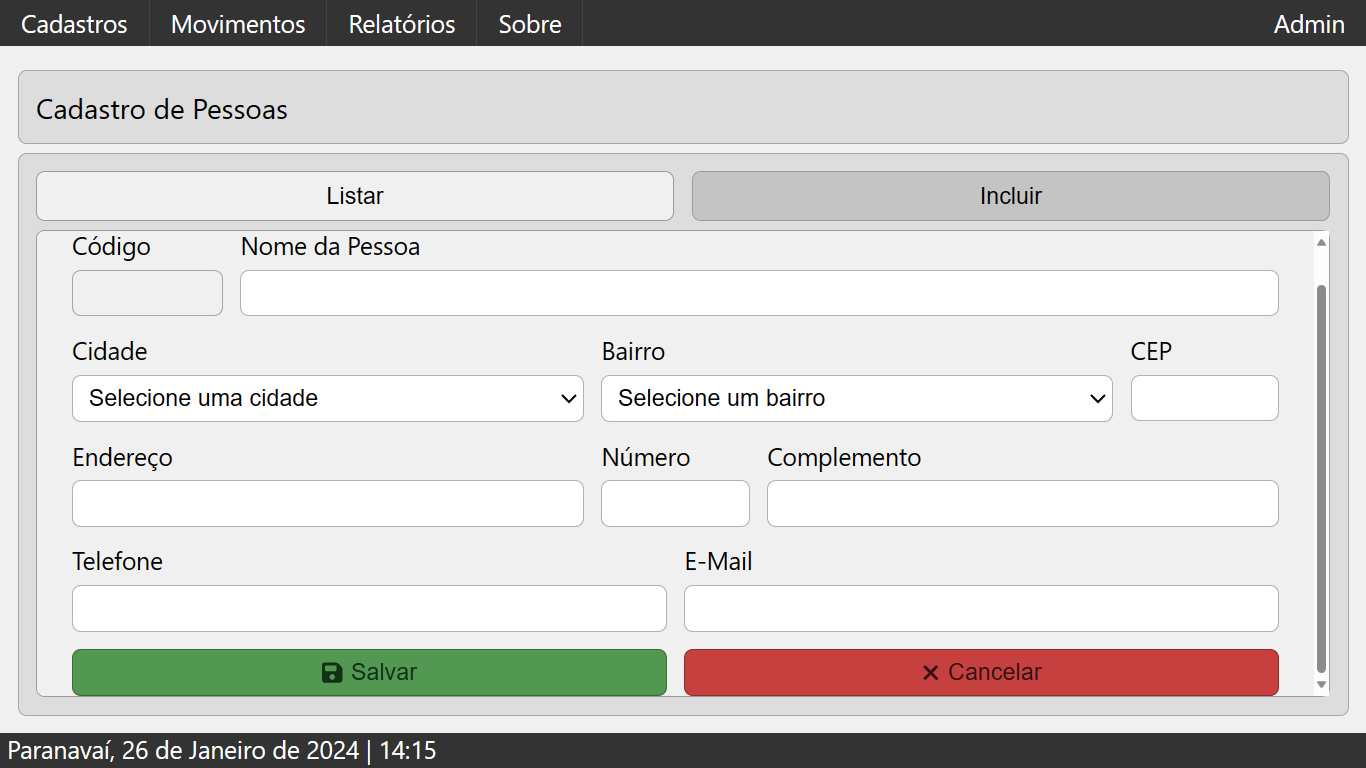 Cadastros Movimentos Relatórios Sobre Admin
Cadastro de Pessoas
Listar Incluir
Código Nome da Pessoa
Cidade Bairro CEP
Selecione uma cidade Selecione um bairro
Endereço Número Complemento
Telefone E-Mail
Salvar Cancelar
Paranavaí, 26 de Janeiro de 2024 | 14:15